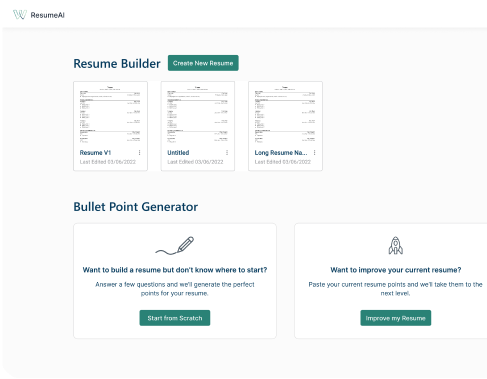 ResumeAI
Resume Builder
Create New Resume
Resume V1
Last Edited 03/06/2022
Untitled
Last Edited 03/06/2022
Long Resume Na...
Last Edited 03/06/2022
Bullet Point Generator
Want to build a resume but don't know where to start?
Answer a few questions and we'll generate the perfect
points for your resume.
Start from Scratch
Want to improve your current resume?
Paste your current resume points and we'll take them to the
next level.
Improve my Resume